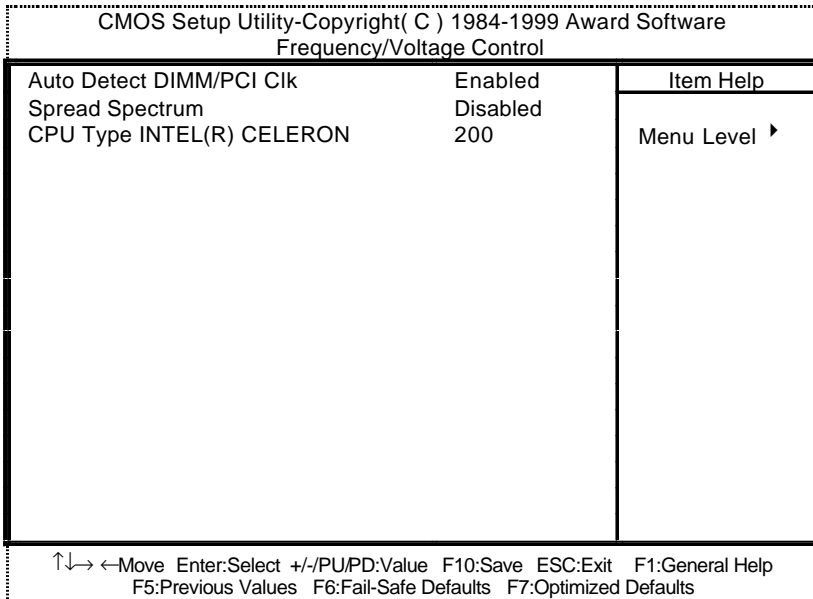 CMOS Setup Utility-Copyright( C ) 1984-1999 Award Software
Frequency/Voltage Control
Auto Detect DIMM/PCI Clk Enabled Item Help
Spread Spectrum Disabled
CPU Type INTEL(R) CELERON 200 Menu Level
↑↓→ ←Move Enter:Select +/-/PU/PD:Value F10:Save ESC:Exit F1:General Help
F5:Previous Values F6:Fail-Safe Defaults F7:Optimized Defaults